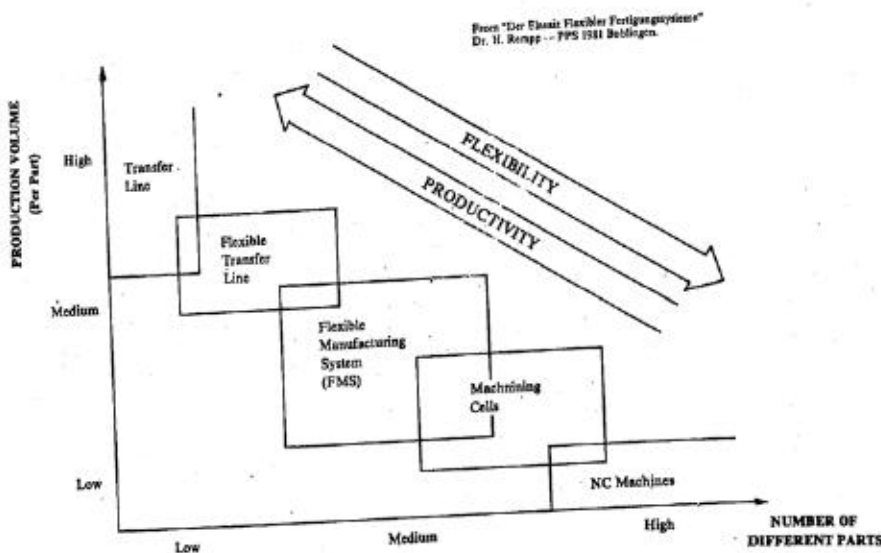 From "Der Einsatz Flexibler Fertigungssysteme"
Dr. H. Rempp -- PPS 1981 Boblingen.
PRODUCTION VOLUME
(Per Part)
High
Medium
Low
Transfer
Line
Flexible
Transfer
Line
Flexible
Manufacturing
System
(FMS)
Machnining
Cells
NC Machines
FLEXIBILITY
PRODUCTIVITY
Low
Medium
High
NUMBER OF
DIFFERENT PARTS